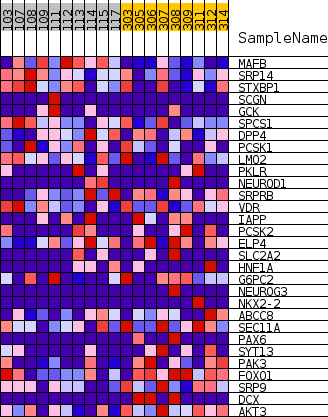 103 107 108 109 111 112 113 114 115 117 303 305 306 307 308 309 311 312 314
SampleName
MAFB
SRP14
STXBP1
SCGN
GCK
SPCS1
DPP4
PCSK1
LMO2
PKLR
NEUROD1
SRPRB
VDR
IAPP
PCSK2
ELP4
SLC2A2
HNF1A
G6PC2
NEUROG3
NKX2-2
ABCC8
SEC11A
PAX6
SYT13
PAK3
FOXO1
SRP9
DCX
AKT3